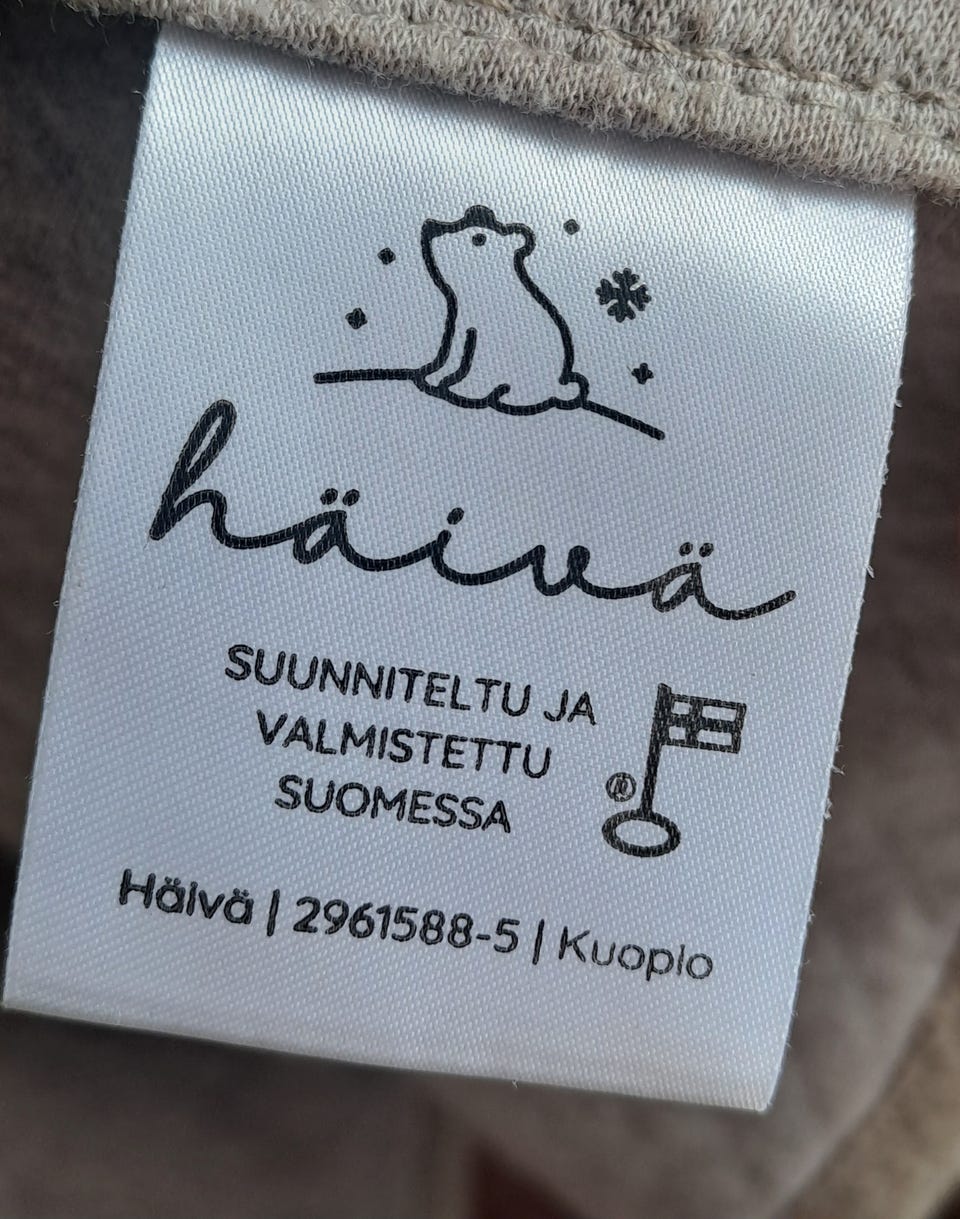 häivä
SUUNNITELTU JA
VALMISTETTU
SUOMESSA
®
Häivä | 2961588-5 | Kuopio